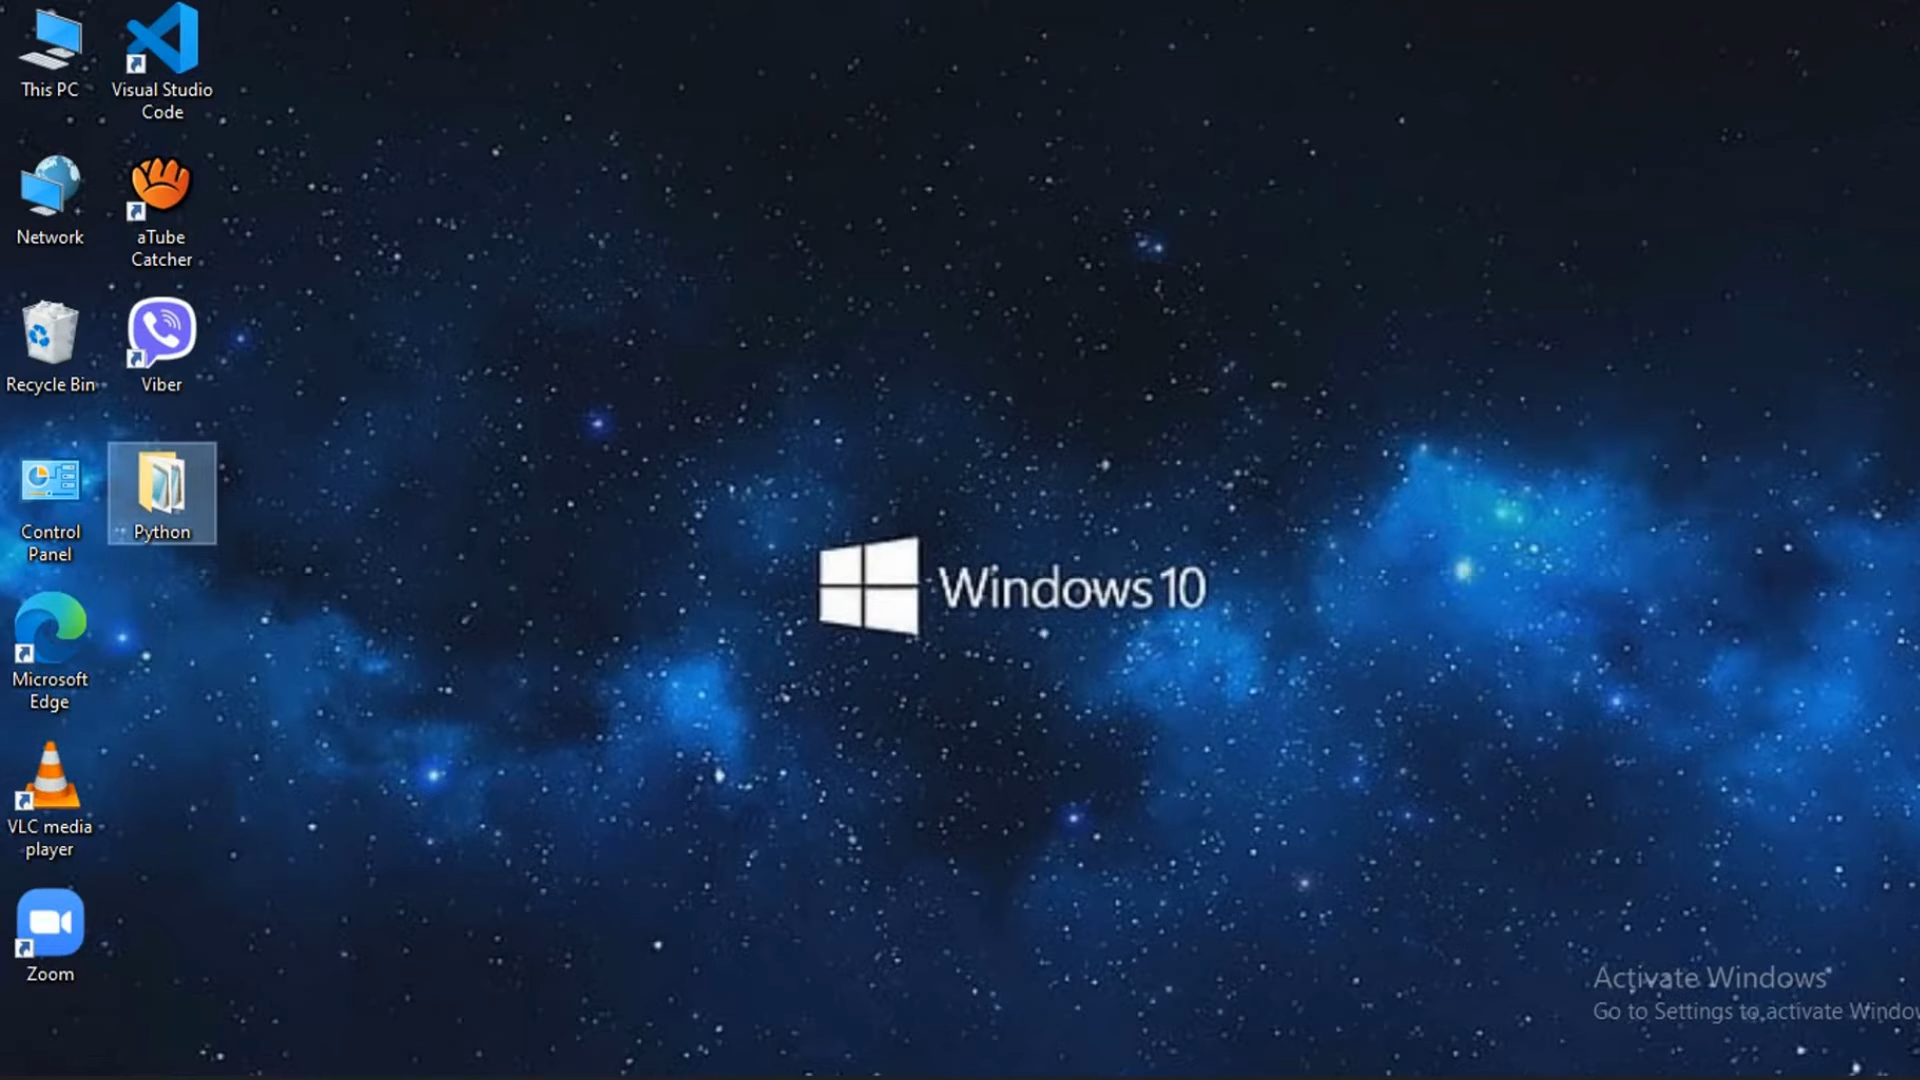 This PC
Visual Studio
Code
Network
aTube
Catcher
Recycle Bin
Viber
Control
Panel
Python
Windows 10
Microsoft
Edge
VLC media
player
Zoom
Activate Windows
Go to Settings to activate Window